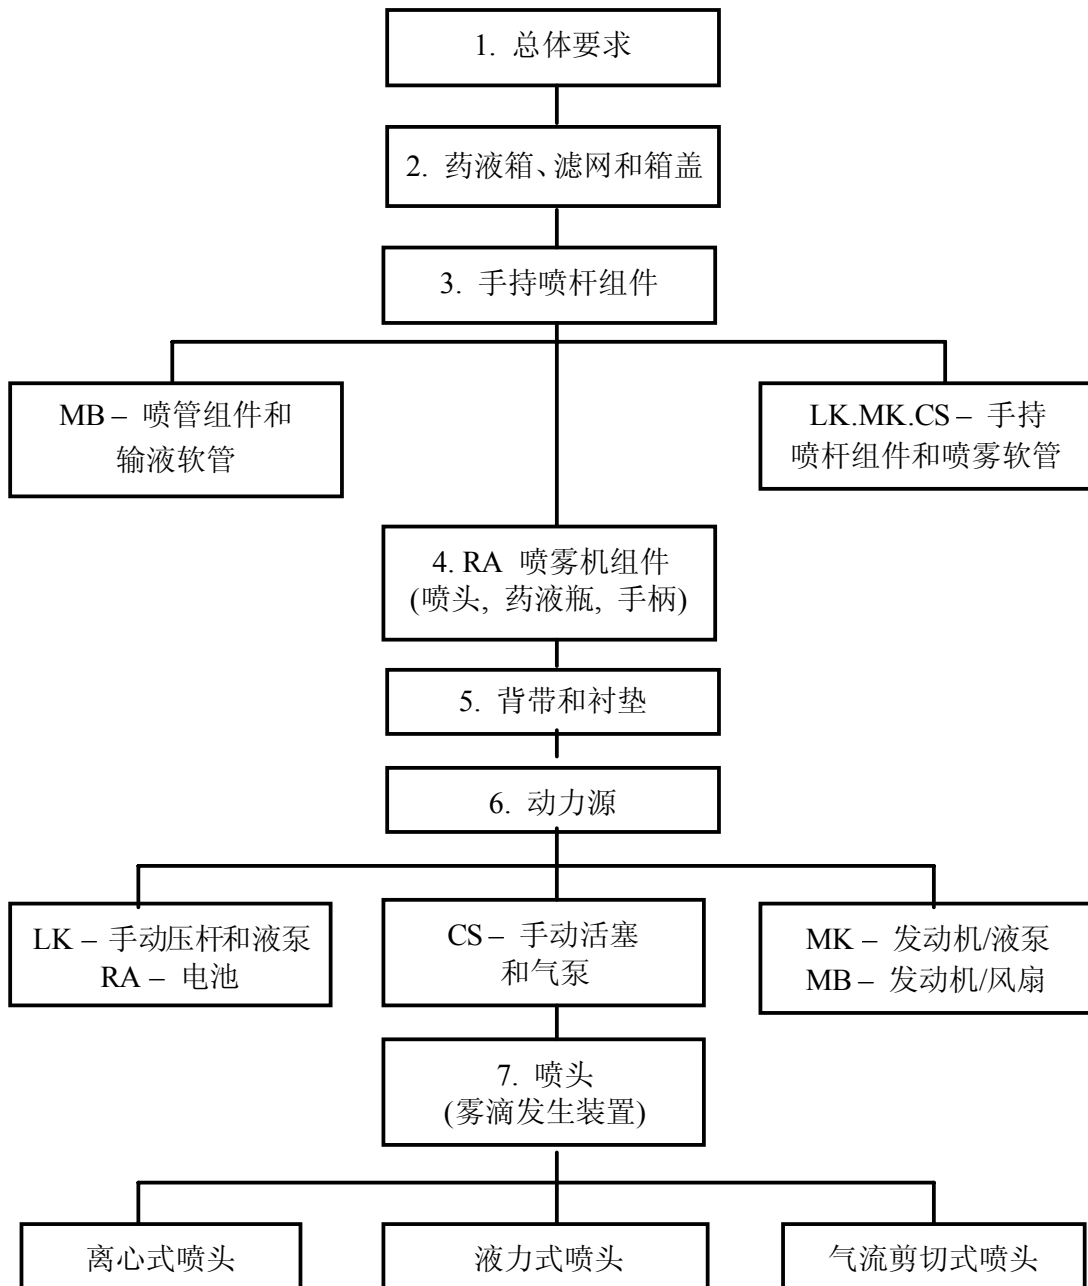 1. 总体要求
2. 药液箱、滤网和箱盖
3. 手持喷杆组件
MB – 喷管组件和
输液软管
LK.MK.CS – 手持
喷杆组件和喷雾软管
4. RA 喷雾机组件
(喷头, 药液瓶, 手柄)
5. 背带和衬垫
6. 动力源
LK – 手动压杆和液泵
RA – 电池
CS – 手动活塞
和气泵
MK – 发动机/液泵
MB – 发动机/风扇
7. 喷头
(雾滴发生装置)
离心式喷头
液力式喷头
气流剪切式喷头